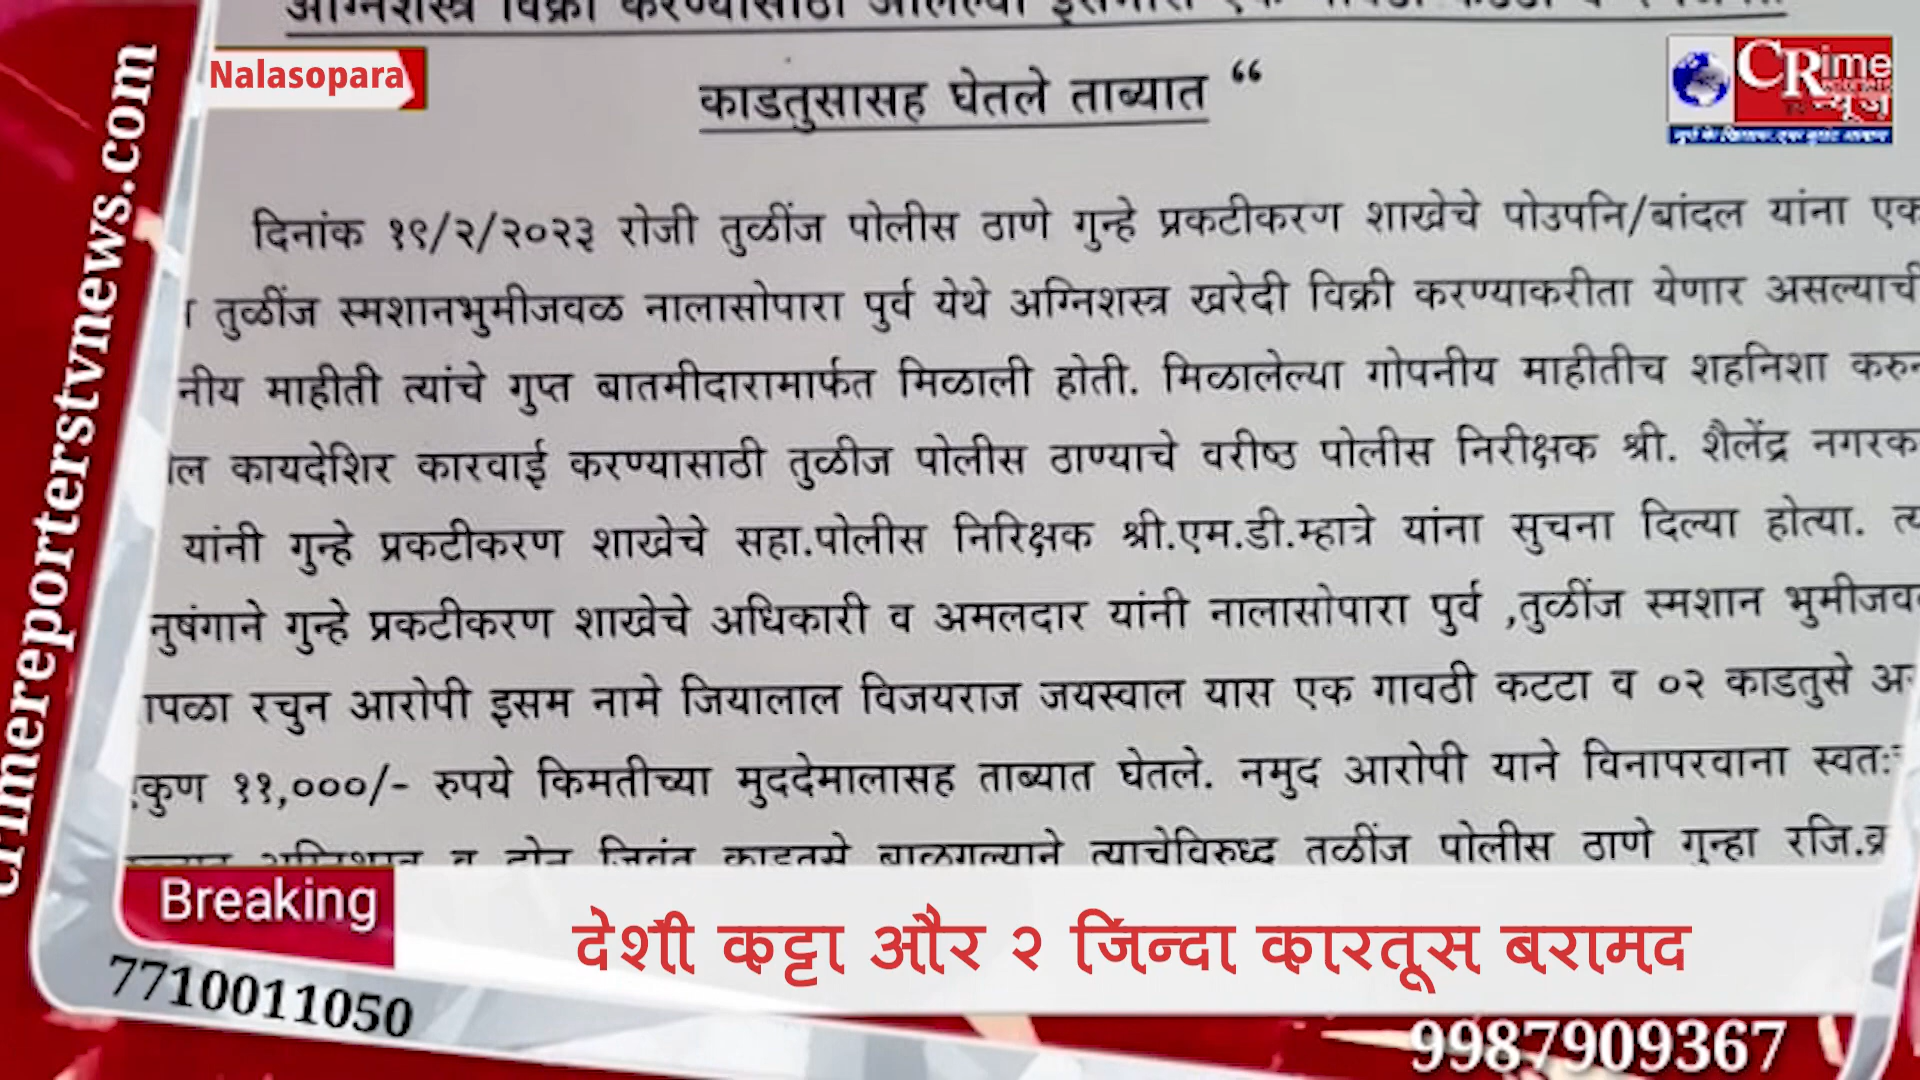 Nalasopara
CRime
न्यूज
crimereporterstvnews.com
काडतुसासह घेतले ताब्यात “
दिनांक १९/२/२०२३ रोजी तुळींज पोलीस ठाणे गुन्हे प्रकटीकरण शाखेचे पोउपनि/बांदल यांना एक
तुळींज स्मशानभुमीजवळ नालासोपारा पुर्व येथे अग्निशस्त्र खरेदी विक्री करण्याकरीता येणार असल्याची
नीय माहीती त्यांचे गुप्त बातमीदारामार्फत मिळाली होती. मिळालेल्या गोपनीय माहीतीच शहनिशा करुन
ील कायदेशिर कारवाई करण्यासाठी तुळीज पोलीस ठाण्याचे वरीष्ठ पोलीस निरीक्षक श्री. शैलेंद्र नगरक
यांनी गुन्हे प्रकटीकरण शाखेचे सहा.पोलीस निरिक्षक श्री.एम.डी.म्हात्रे यांना सुचना दिल्या होत्या. त्य
नुषंगाने गुन्हे प्रकटीकरण शाखेचे अधिकारी व अमलदार यांनी नालासोपारा पुर्व ,तुळींज स्मशान भुमीजव
ापळा रचुन आरोपी इसम नामे जियालाल विजयराज जयस्वाल यास एक गावठी कटटा व ०२ काडतुसे अ
कुण ११,०००/- रुपये किमतीच्या मुददेमालासह ताब्यात घेतले. नमुद आरोपी याने विनापरवाना स्वतः
व दोन जिवंत काडतुसे बाळगल्याने त्याचेविरुध्द तुळींज पोलीस ठाणे गुन्हा रजि.क्र
Breaking
देशी कट्टा और २ जिंन्दा कारतूस बरामद
7710011050
9987909367